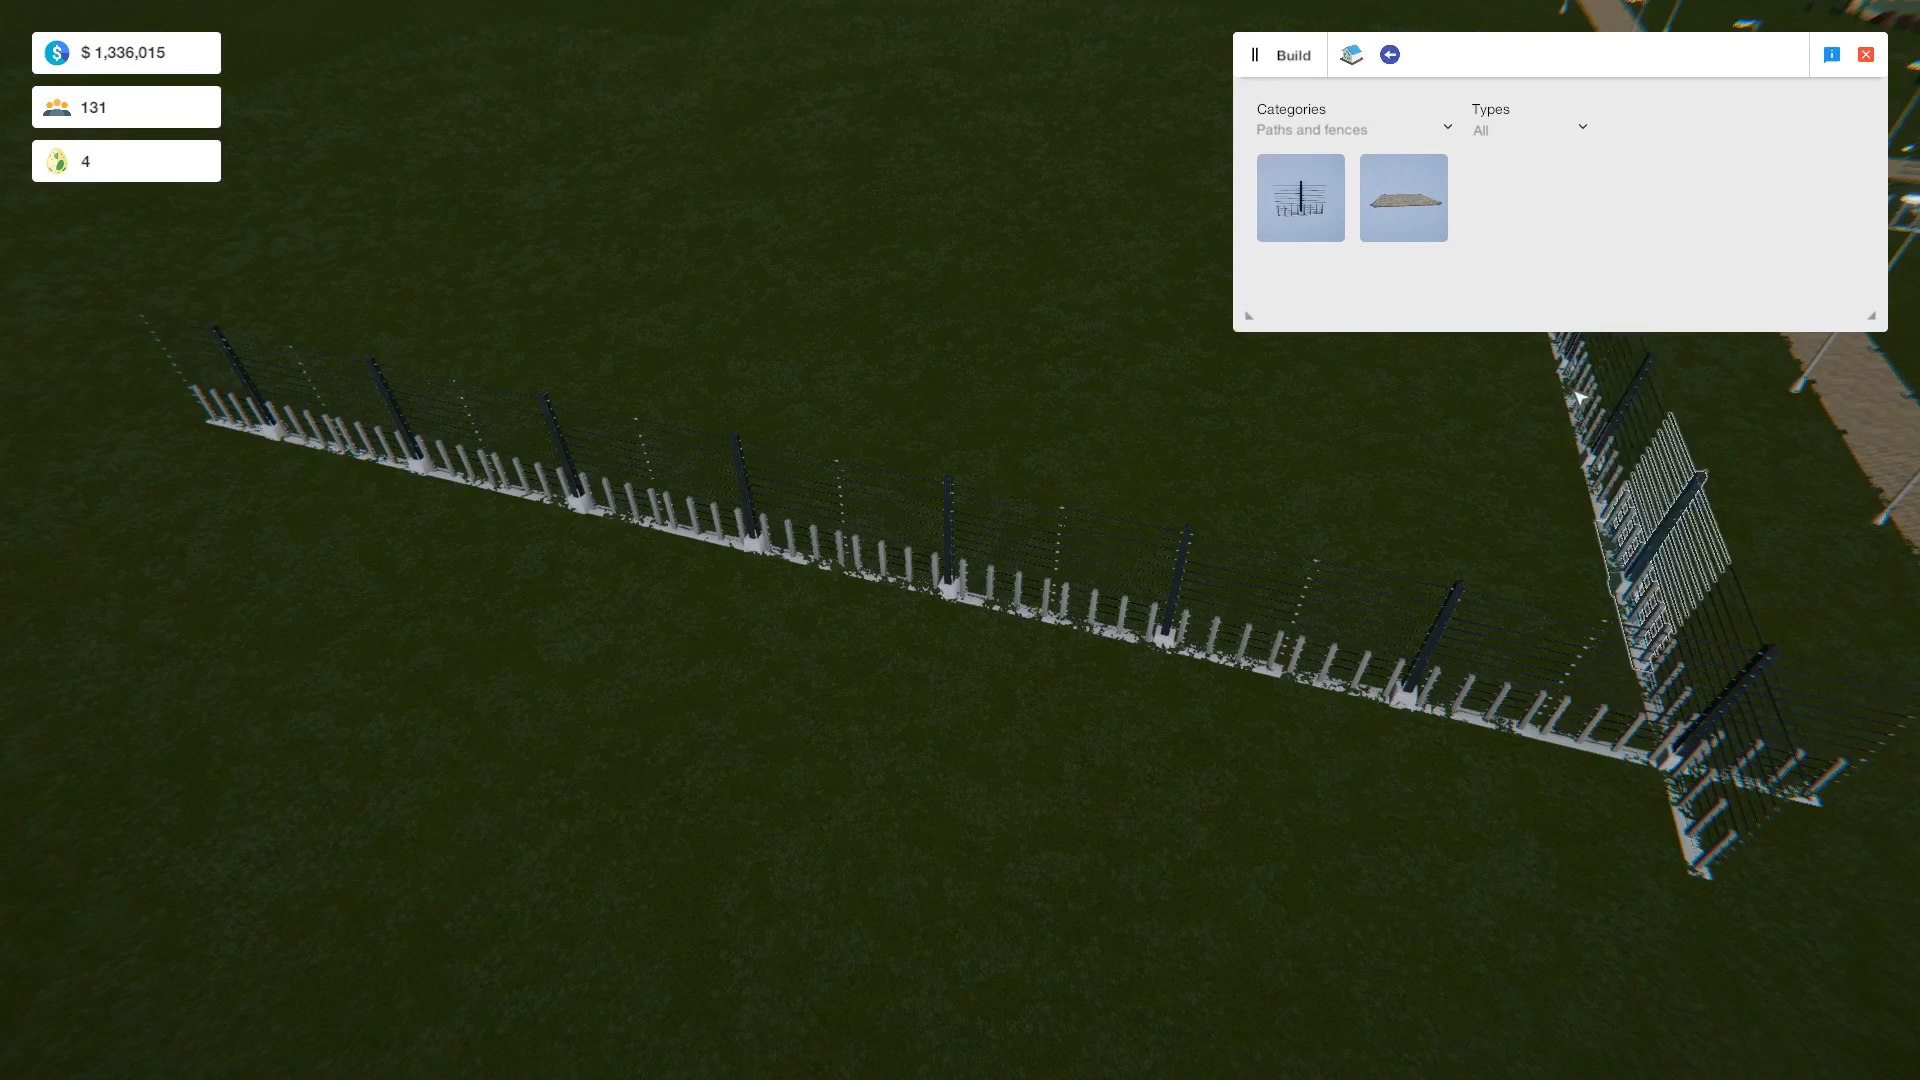 $ 1,336,015
131
4
Build
Categories
Types
Paths and fences
All